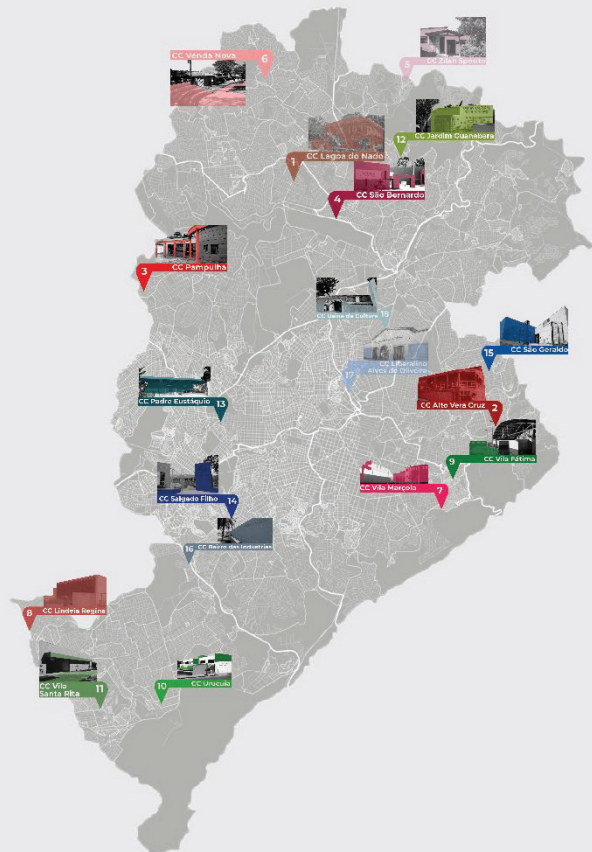 CC Venda Nova
6
5
CC Zilah Spósito
12
CC Jardim Guanabara
1
CC Lagoa do Nado
4
CC São Bernardo
3
CC Pampulha
CC Usina de Cultura
18
15
CC São Geraldo
17
CC Liberalino
Alves de Oliveira
CC Padre Eustáquio
13
CC Alto Vera Cruz
2
9
CC Vila Fátima
CC Vila Marçola
7
CC Salgado Filho
14
16
CC Bairro das Indústrias
8
CC Lindeia Regina
CC Vila
Santa Rita
11
10
CC Urucuia